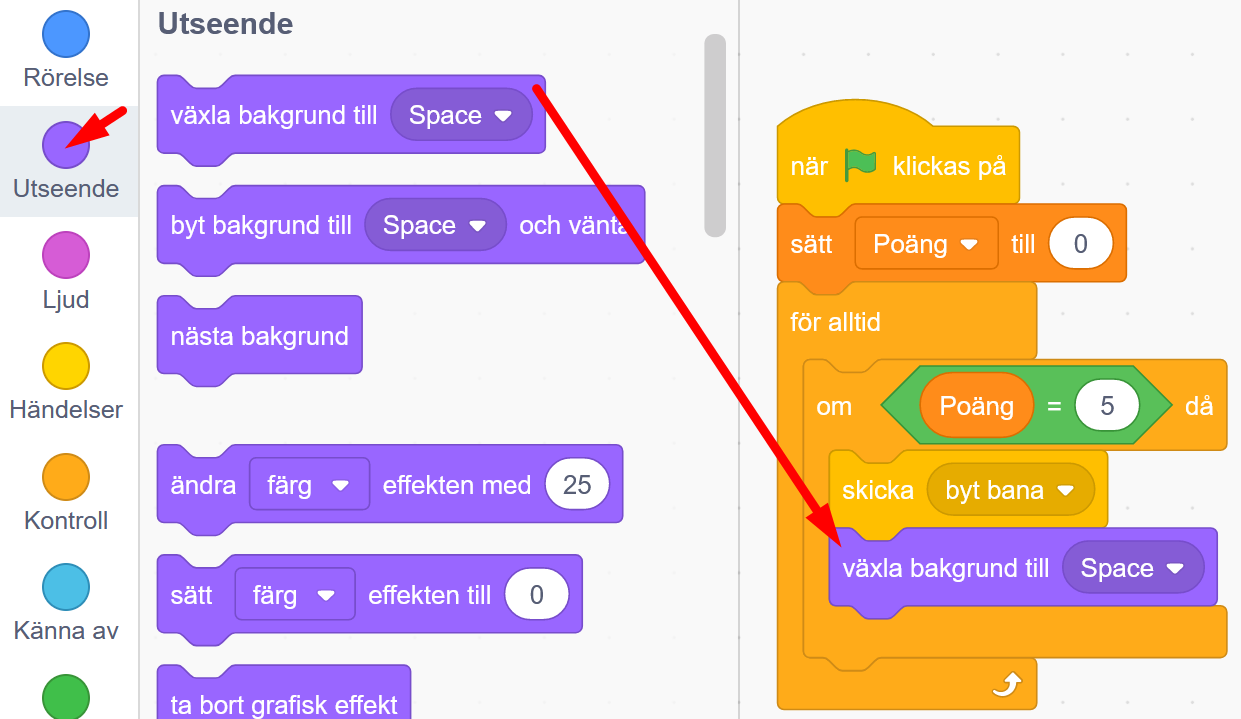 Rörelse
Utseende
Ljud
Händelser
Kontroll
Känna av
Utseende
växla bakgrund till Space
byt bakgrund till Space och vänta
nästa bakgrund
ändra färg effekten med 25
sätt färg effekten till 0
ta bort grafisk effekt
när klickas på
sätt Poäng till 0
för alltid
om Poäng = 5 då
skicka byt bana
växla bakgrund till Space